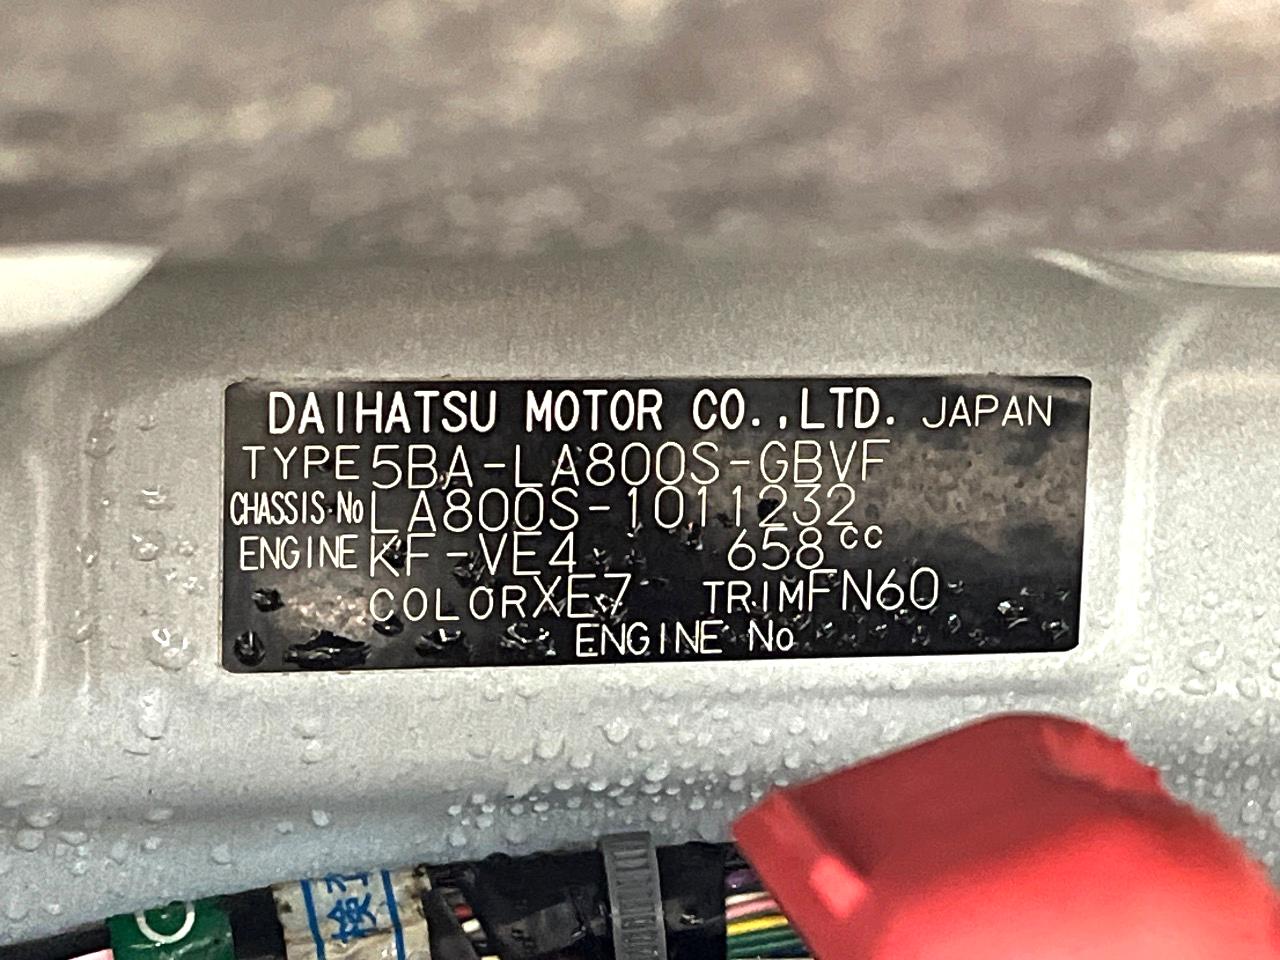 DAIHATSU MOTOR CO.,LTD. JAPAN
TYPE 5BA-LA800S-GBVF
CHASSIS No LA800S-1011232
ENGINE KF-VE4 658cc
COLOR XE7 TRIM FN60
ENGINE No